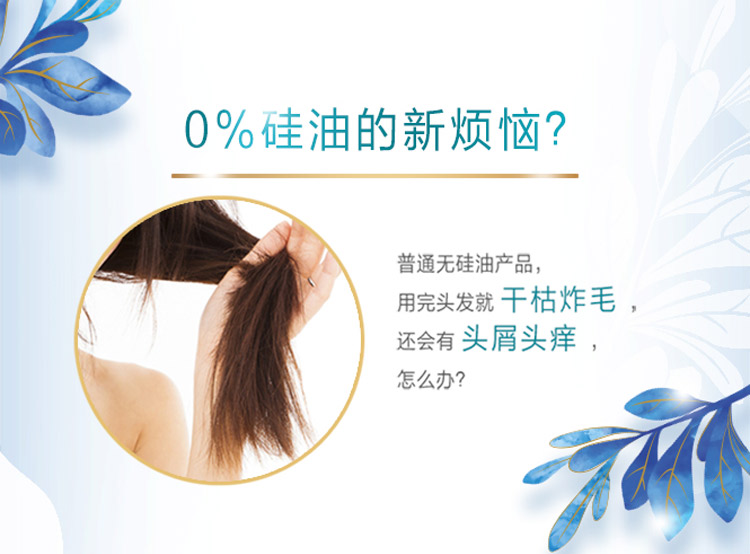 0%硅油的新烦恼?
普通无硅油产品，
用完头发就 干枯炸毛 ，
还会有 头屑头痒 ，
怎么办?